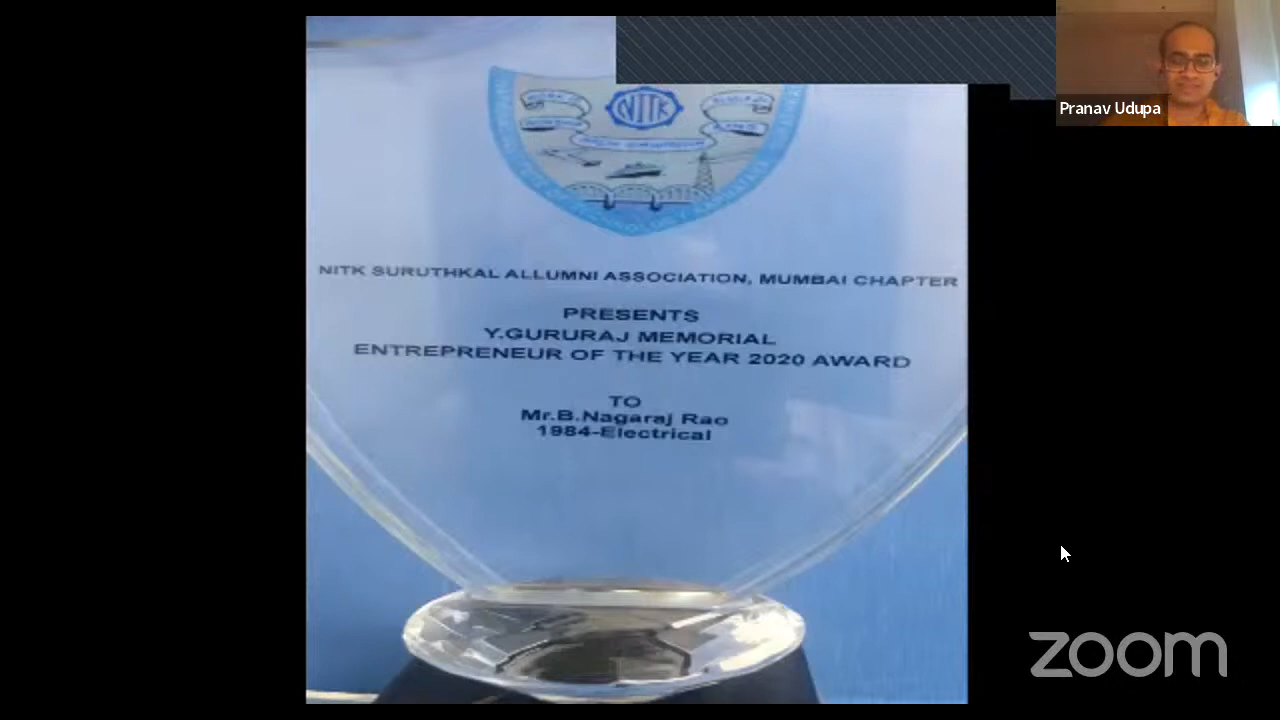 Pranav Udupa
NITK
NITK SURUTHKAL ALLUMNI ASSOCIATION, MUMBAI CHAPTER
PRESENTS
Y.GURURAJ MEMORIAL
ENTREPRENEUR OF THE YEAR 2020 AWARD
TO
Mr.B.Nagaraj Rao
1984-Electrical
zoom